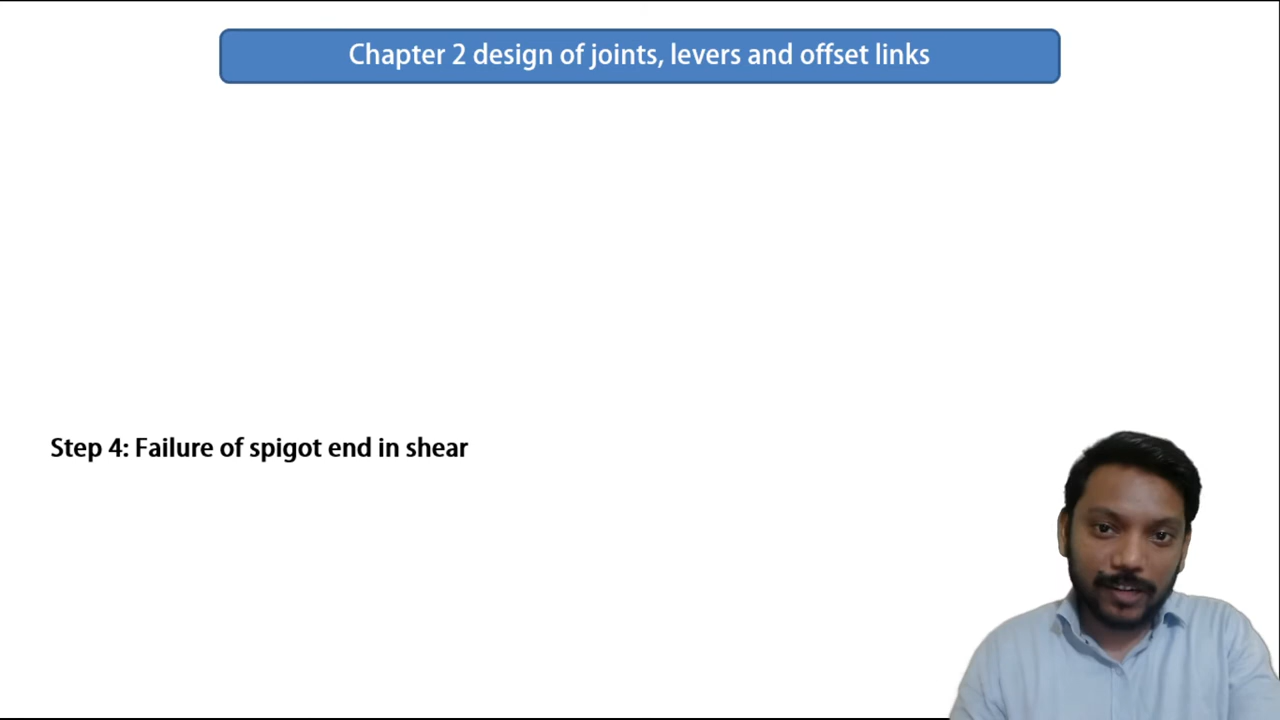 Chapter 2 design of joints, levers and offset links
Step 4: Failure of spigot end in shear